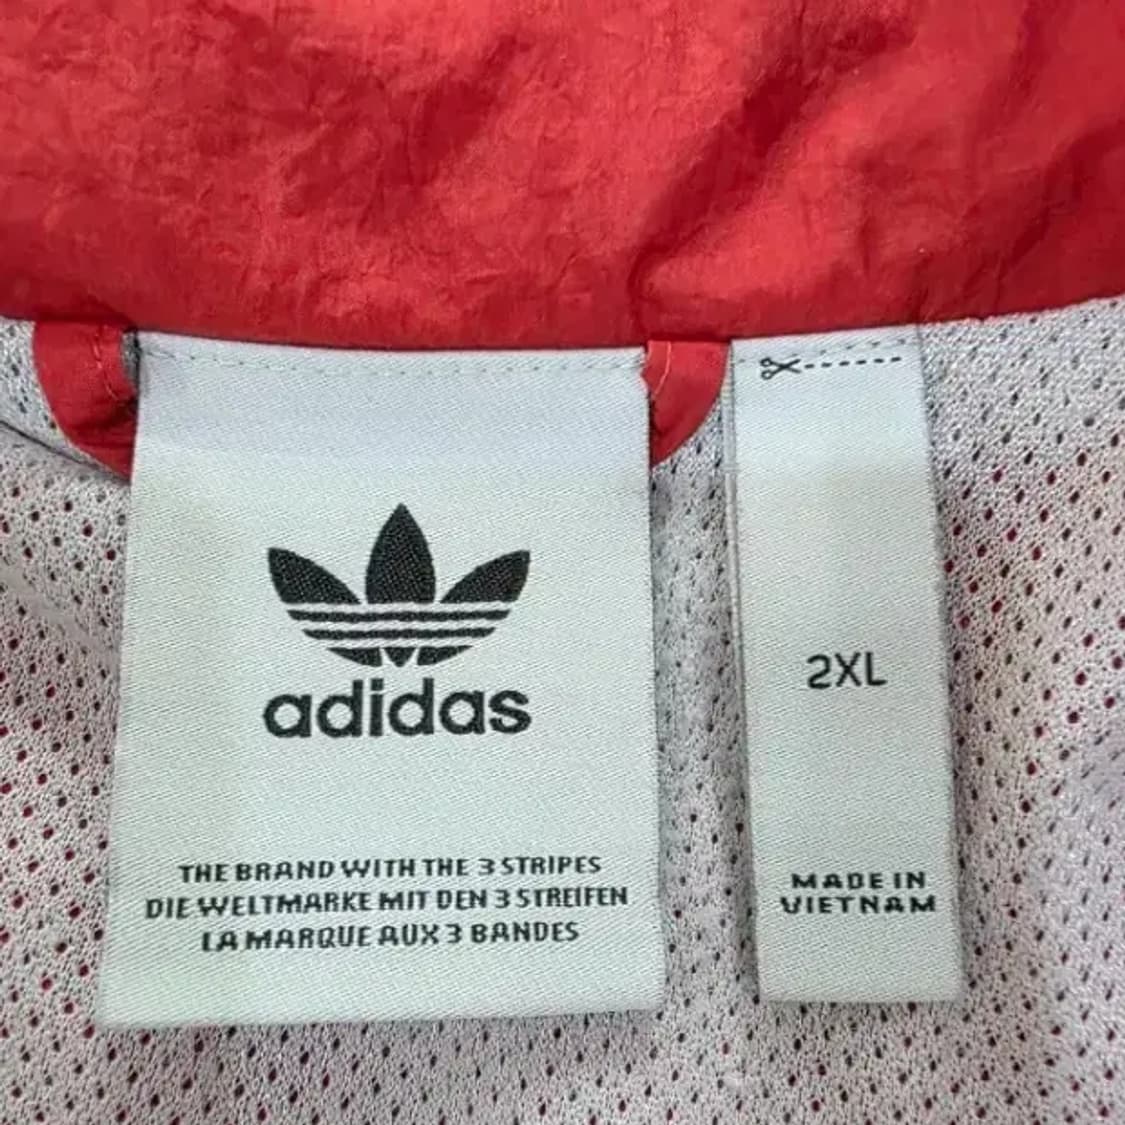 adidas
THE BRAND WITH THE 3 STRIPES
DIE WELTMARKE MIT DEN 3 STREIFEN
LA MARQUE AUX 3 BANDES
2XL
MADE IN
VIETNAM